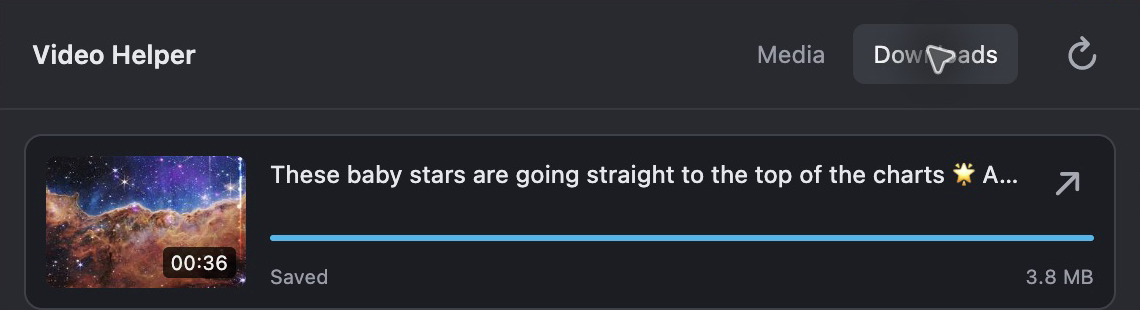 Video Helper
Media
Downloads
These baby stars are going straight to the top of the charts 🌟 A...
00:36
Saved
3.8 MB